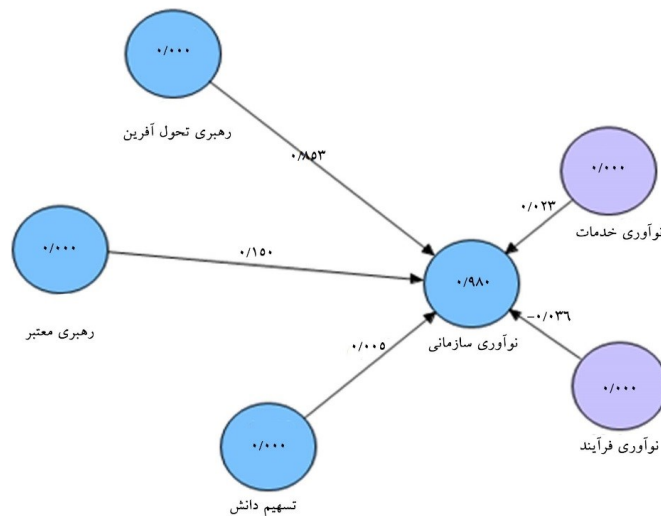 ۰/۰۰۰
رهبری تحول آفرین
۰/۸۵۳
۰/۰۰۰
نوآوری خدمات
۰/۰۲۳
۰/۰۰۰
رهبری معتبر
۰/۱۵۰
۰/۹۸۰
نوآوری سازمانی
-۰/۰۳۶
۰/۰۰۵
۰/۰۰۰
نوآوری فرآیند
۰/۰۰۰
تسهیم دانش